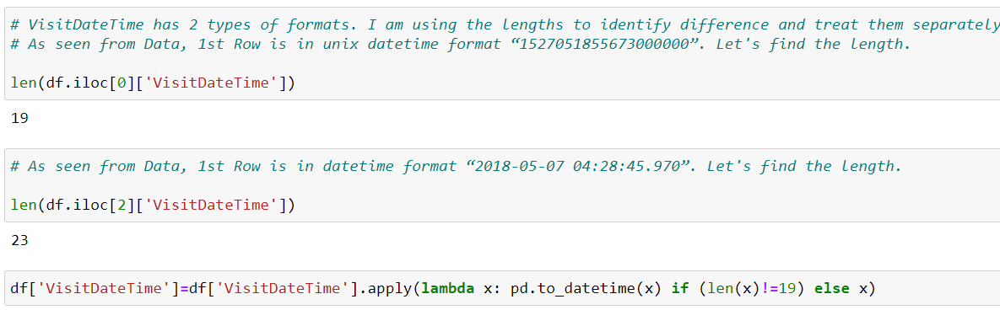 # VisitDateTime has 2 types of formats. I am using the lengths to identify difference and treat them separately
# As seen from Data, 1st Row is in unix datetime format “1527051855673000000”. Let's find the length.
len(df.iloc[0]['VisitDateTime'])
19
# As seen from Data, 1st Row is in datetime format “2018-05-07 04:28:45.970”. Let's find the length.
len(df.iloc[2]['VisitDateTime'])
23
df['VisitDateTime']=df['VisitDateTime'].apply(lambda x: pd.to_datetime(x) if (len(x)!=19) else x)